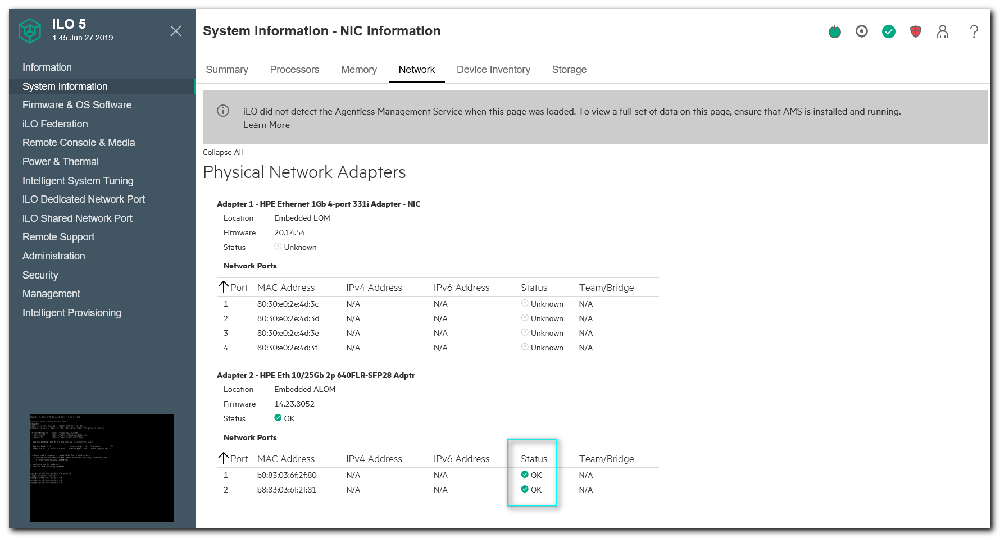 iLO 5
1.45 Jun 27 2019
Information
System Information
Firmware & OS Software
iLO Federation
Remote Console & Media
Power & Thermal
Intelligent System Tuning
iLO Dedicated Network Port
iLO Shared Network Port
Remote Support
Administration
Security
Management
Intelligent Provisioning
System Information - NIC Information
Summary Processors Memory Network Device Inventory Storage
iLO did not detect the Agentless Management Service when this page was loaded. To view a full set of data on this page, ensure that AMS is installed and running.
Learn More
Collapse All
Physical Network Adapters
Adapter 1 - HPE Ethernet 1Gb 4-port 331i Adapter - NIC
Location Embedded LOM
Firmware 20.14.54
Status Unknown
Network Ports
Port MAC Address IPv4 Address IPv6 Address Status Team/Bridge
1 80:30:e0:2e:4d:3c N/A N/A Unknown N/A
2 80:30:e0:2e:4d:3d N/A N/A Unknown N/A
3 80:30:e0:2e:4d:3e N/A N/A Unknown N/A
4 80:30:e0:2e:4d:3f N/A N/A Unknown N/A
Adapter 2 - HPE Eth 10/25Gb 2p 640FLR-SFP28 Adptr
Location Embedded ALOM
Firmware 14.23.8052
Status OK
Network Ports
Port MAC Address IPv4 Address IPv6 Address Status Team/Bridge
1 b8:83:03:6f:2f:80 N/A N/A OK N/A
2 b8:83:03:6f:2f:81 N/A N/A OK N/A